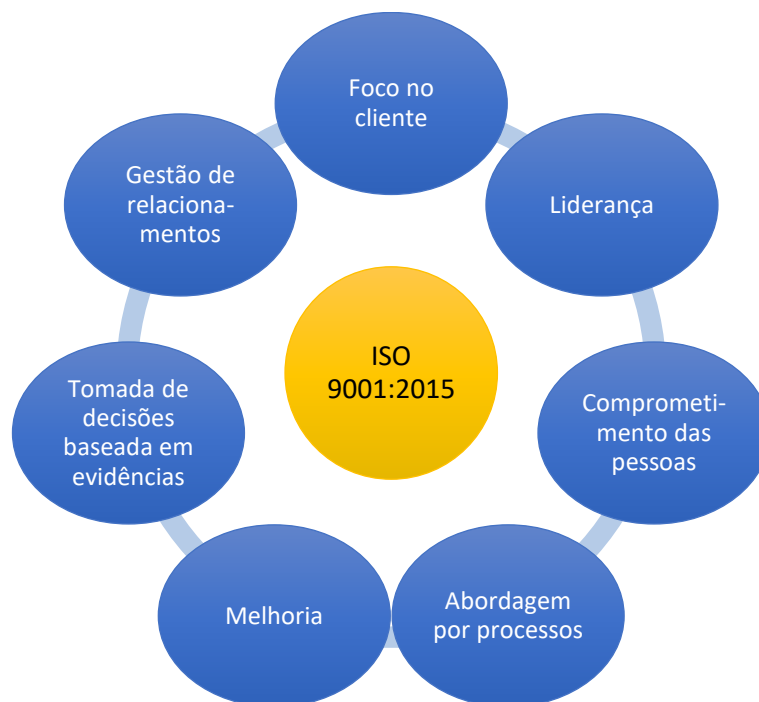 Foco no
cliente
Liderança
Comprometi-
mento das
pessoas
Abordagem
por processos
Melhoria
Tomada de
decisões
baseada em
evidências
Gestão de
relaciona-
mentos
ISO
9001:2015